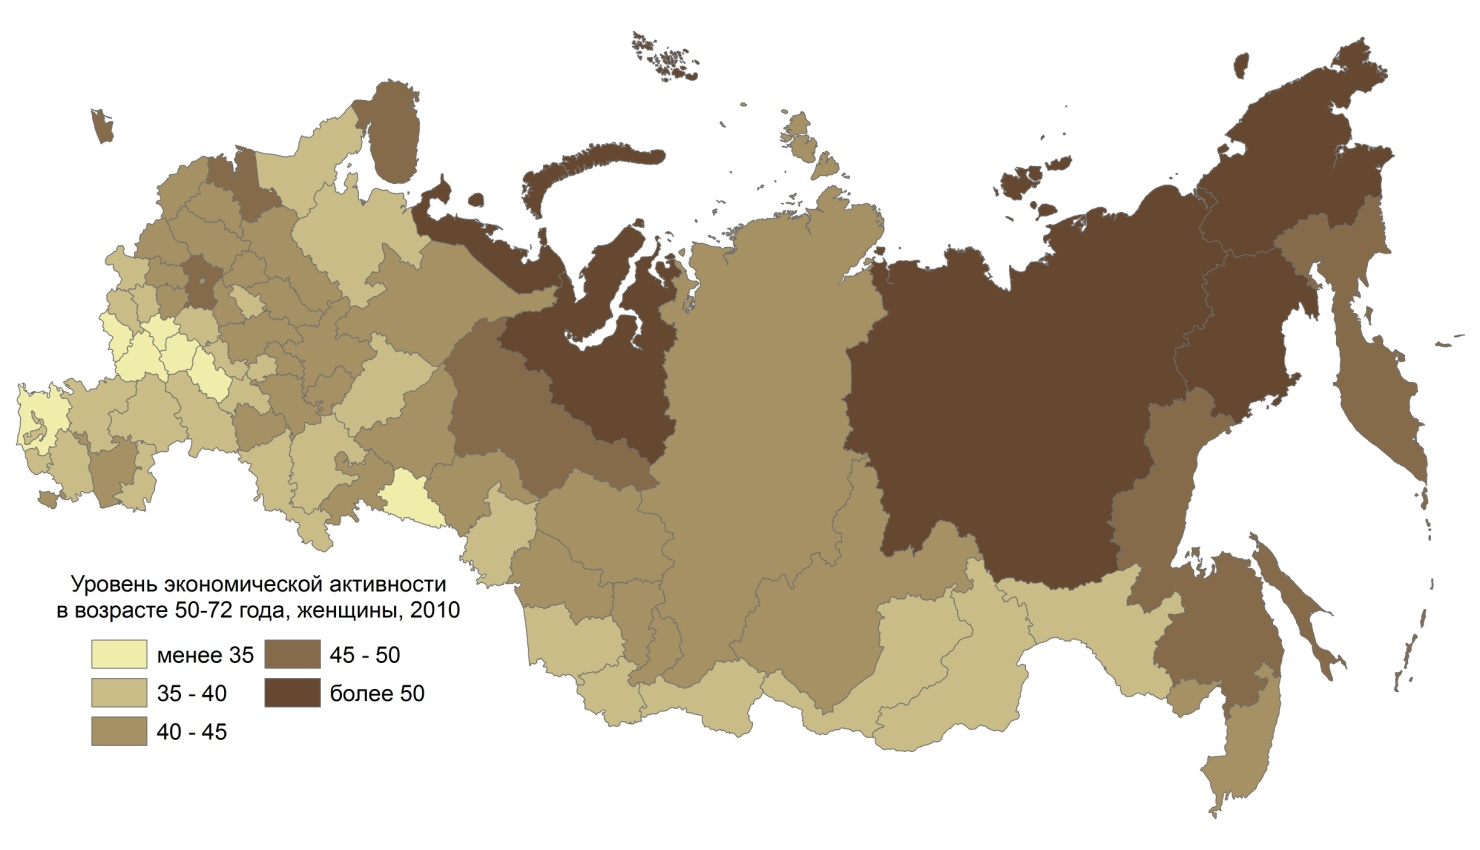 Уровень экономической активности
в возрасте 50-72 года, женщины, 2010
менее 35
35 - 40
40 - 45
45 - 50
более 50